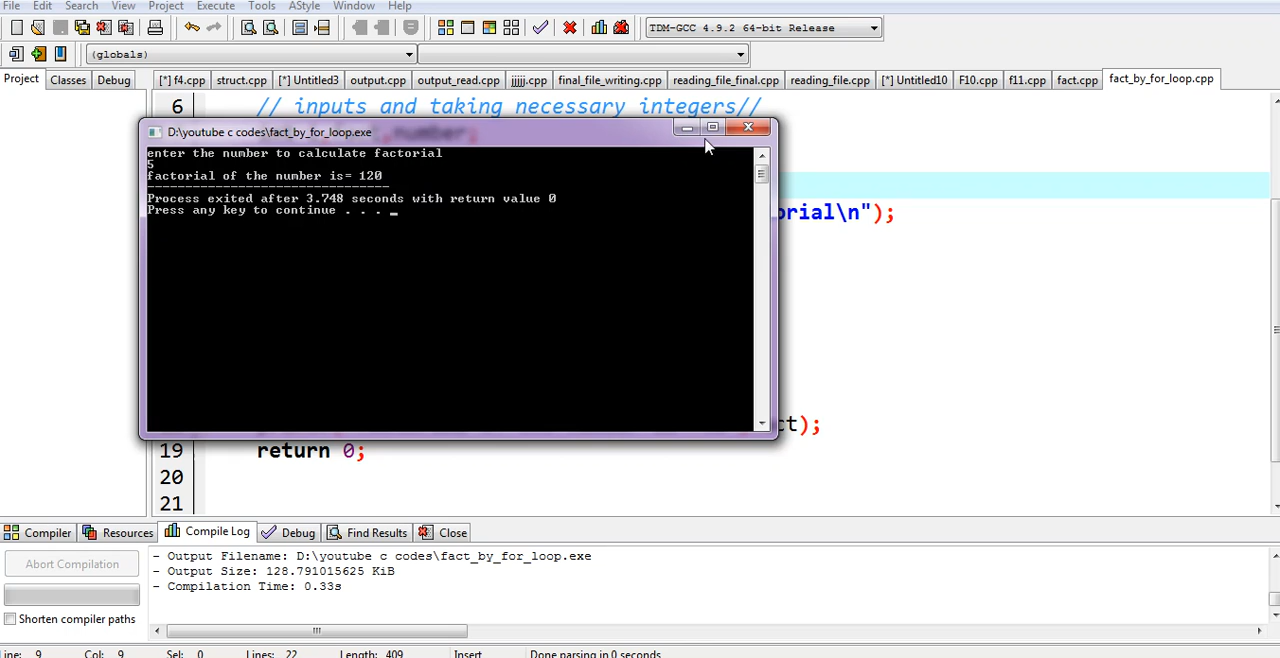 File Edit Search View Project Execute Tools AStyle Window Help
TDM-GCC 4.9.2 64-bit Release
(globals)
Project Classes Debug [*] f4.cpp struct.cpp [*] Untitled3 output.cpp output_read.cpp jjjjj.cpp final_file_writing.cpp reading_file_final.cpp reading_file.cpp [*] Untitled10 F10.cpp f11.cpp fact.cpp fact_by_for_loop.cpp
6 // inputs and taking necessary integers//
D:\youtube c codes\fact_by_for_loop.exe
,number;
enter the number to calculate factorial
5
factorial of the number is= 120
--------------------------------
Process exited after 3.748 seconds with return value 0
Press any key to continue . . . _
orial\n");
ct);
19 return 0;
20
21
Compiler Resources Compile Log Debug Find Results Close
Abort Compilation
Shorten compiler paths
- Output Filename: D:\youtube c codes\fact_by_for_loop.exe
- Output Size: 128.791015625 KiB
- Compilation Time: 0.33s
Line: 9 Col: 9 Sel: 0 Lines: 22 Length: 409 Insert Done parsing in 0 seconds